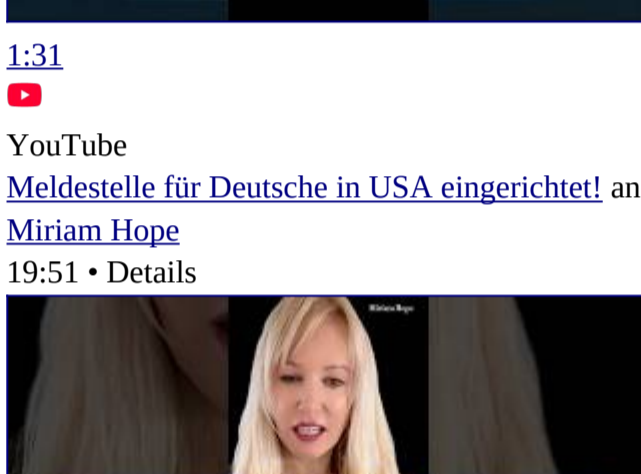 1:31
YouTube
Meldestelle für Deutsche in USA eingerichtet! an
Miriam Hope
19:51 • Details
Miriam Hope